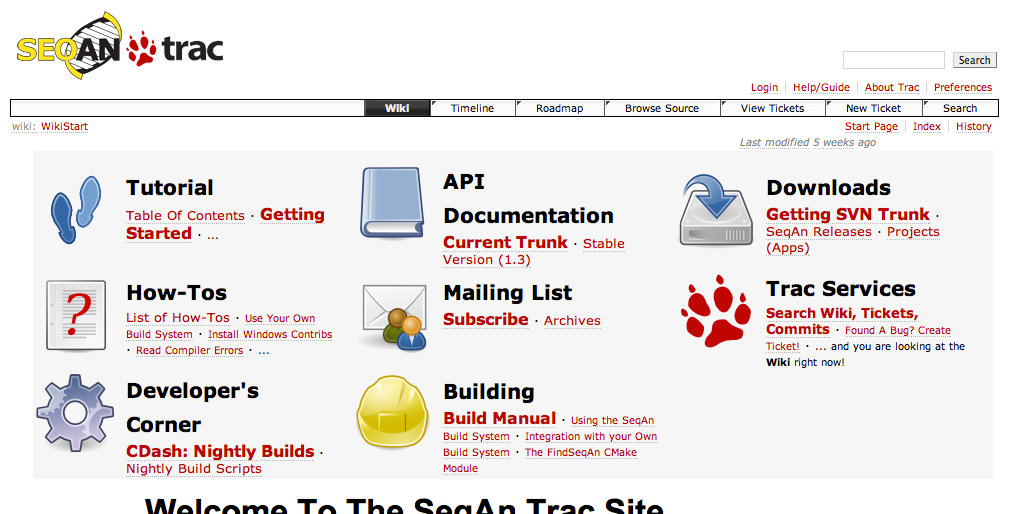 SEQAN trac
Search
Login Help/Guide About Trac Preferences
Wiki Timeline Roadmap Browse Source View Tickets New Ticket Search
wiki: WikiStart
Start Page Index History
Last modified 5 weeks ago
Tutorial
Table Of Contents · Getting
Started · ...
API
Documentation
Current Trunk · Stable
Version (1.3)
Downloads
Getting SVN Trunk ·
SeqAn Releases · Projects
(Apps)
?
How-Tos
List of How-Tos · Use Your Own
Build System · Install Windows Contribs
· Read Compiler Errors · ...
Mailing List
Subscribe · Archives
Trac Services
Search Wiki, Tickets,
Commits · Found A Bug? Create
Ticket! · ... and you are looking at the
Wiki right now!
Developer's
Corner
CDash: Nightly Builds ·
Nightly Build Scripts
Building
Build Manual · Using the SeqAn
Build System · Integration with your Own
Build System · The FindSeqAn CMake
Module
Welcome To The SeqAn Trac Site